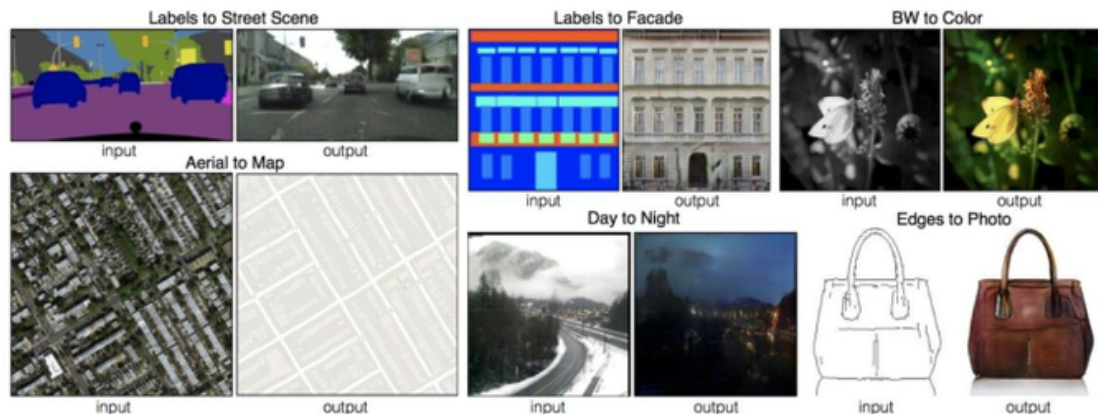 Labels to Street Scene
input
output
Aerial to Map
input
output
Labels to Facade
input
output
BW to Color
input
output
Day to Night
input
output
Edges to Photo
input
output